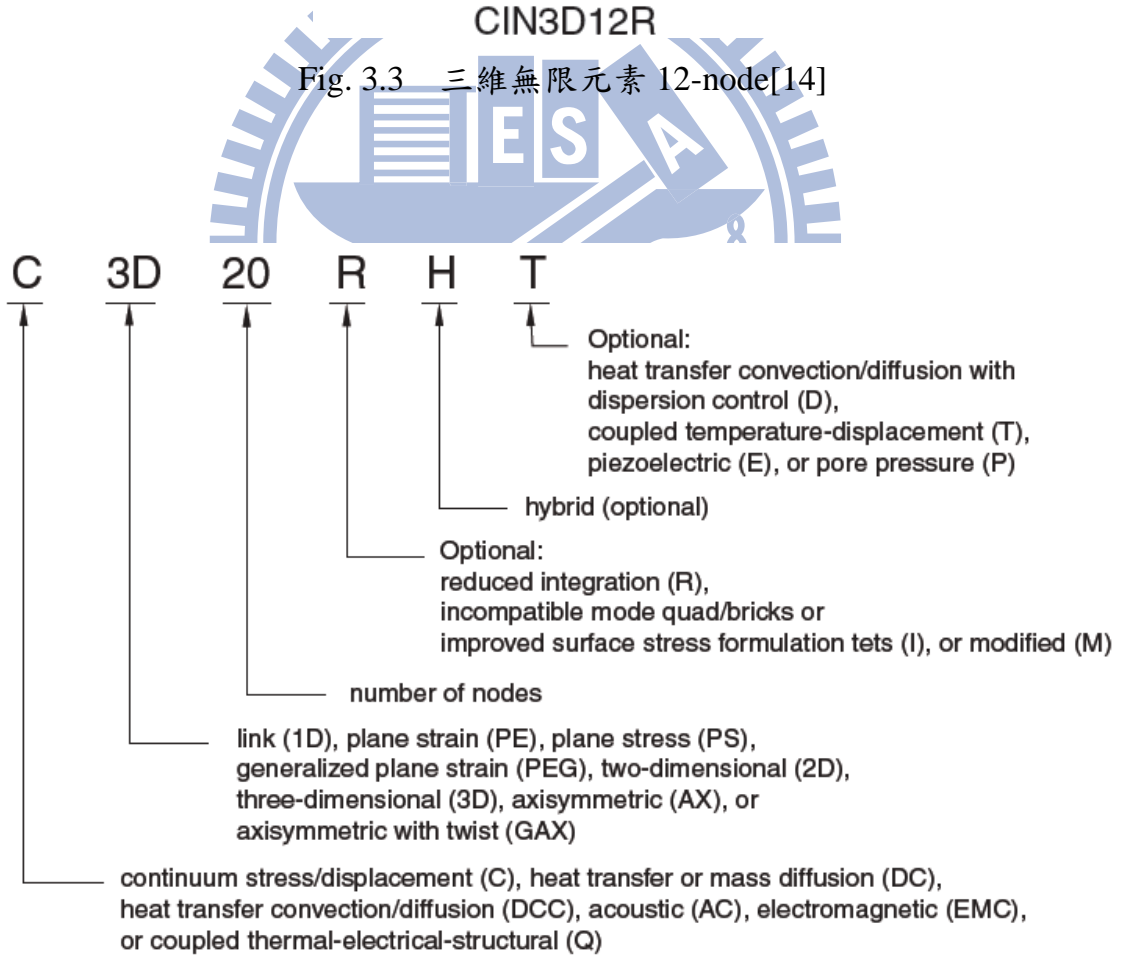 CIN3D12R
Fig. 3.3 三維無限元素 12-node[14]
E S A
&
C 3D 20 R H T
Optional:
heat transfer convection/diffusion with
dispersion control (D),
coupled temperature-displacement (T),
piezoelectric (E), or pore pressure (P)
hybrid (optional)
Optional:
reduced integration (R),
incompatible mode quad/bricks or
improved surface stress formulation tets (I), or modified (M)
number of nodes
link (1D), plane strain (PE), plane stress (PS),
generalized plane strain (PEG), two-dimensional (2D),
three-dimensional (3D), axisymmetric (AX), or
axisymmetric with twist (GAX)
continuum stress/displacement (C), heat transfer or mass diffusion (DC),
heat transfer convection/diffusion (DCC), acoustic (AC), electromagnetic (EMC),
or coupled thermal-electrical-structural (Q)